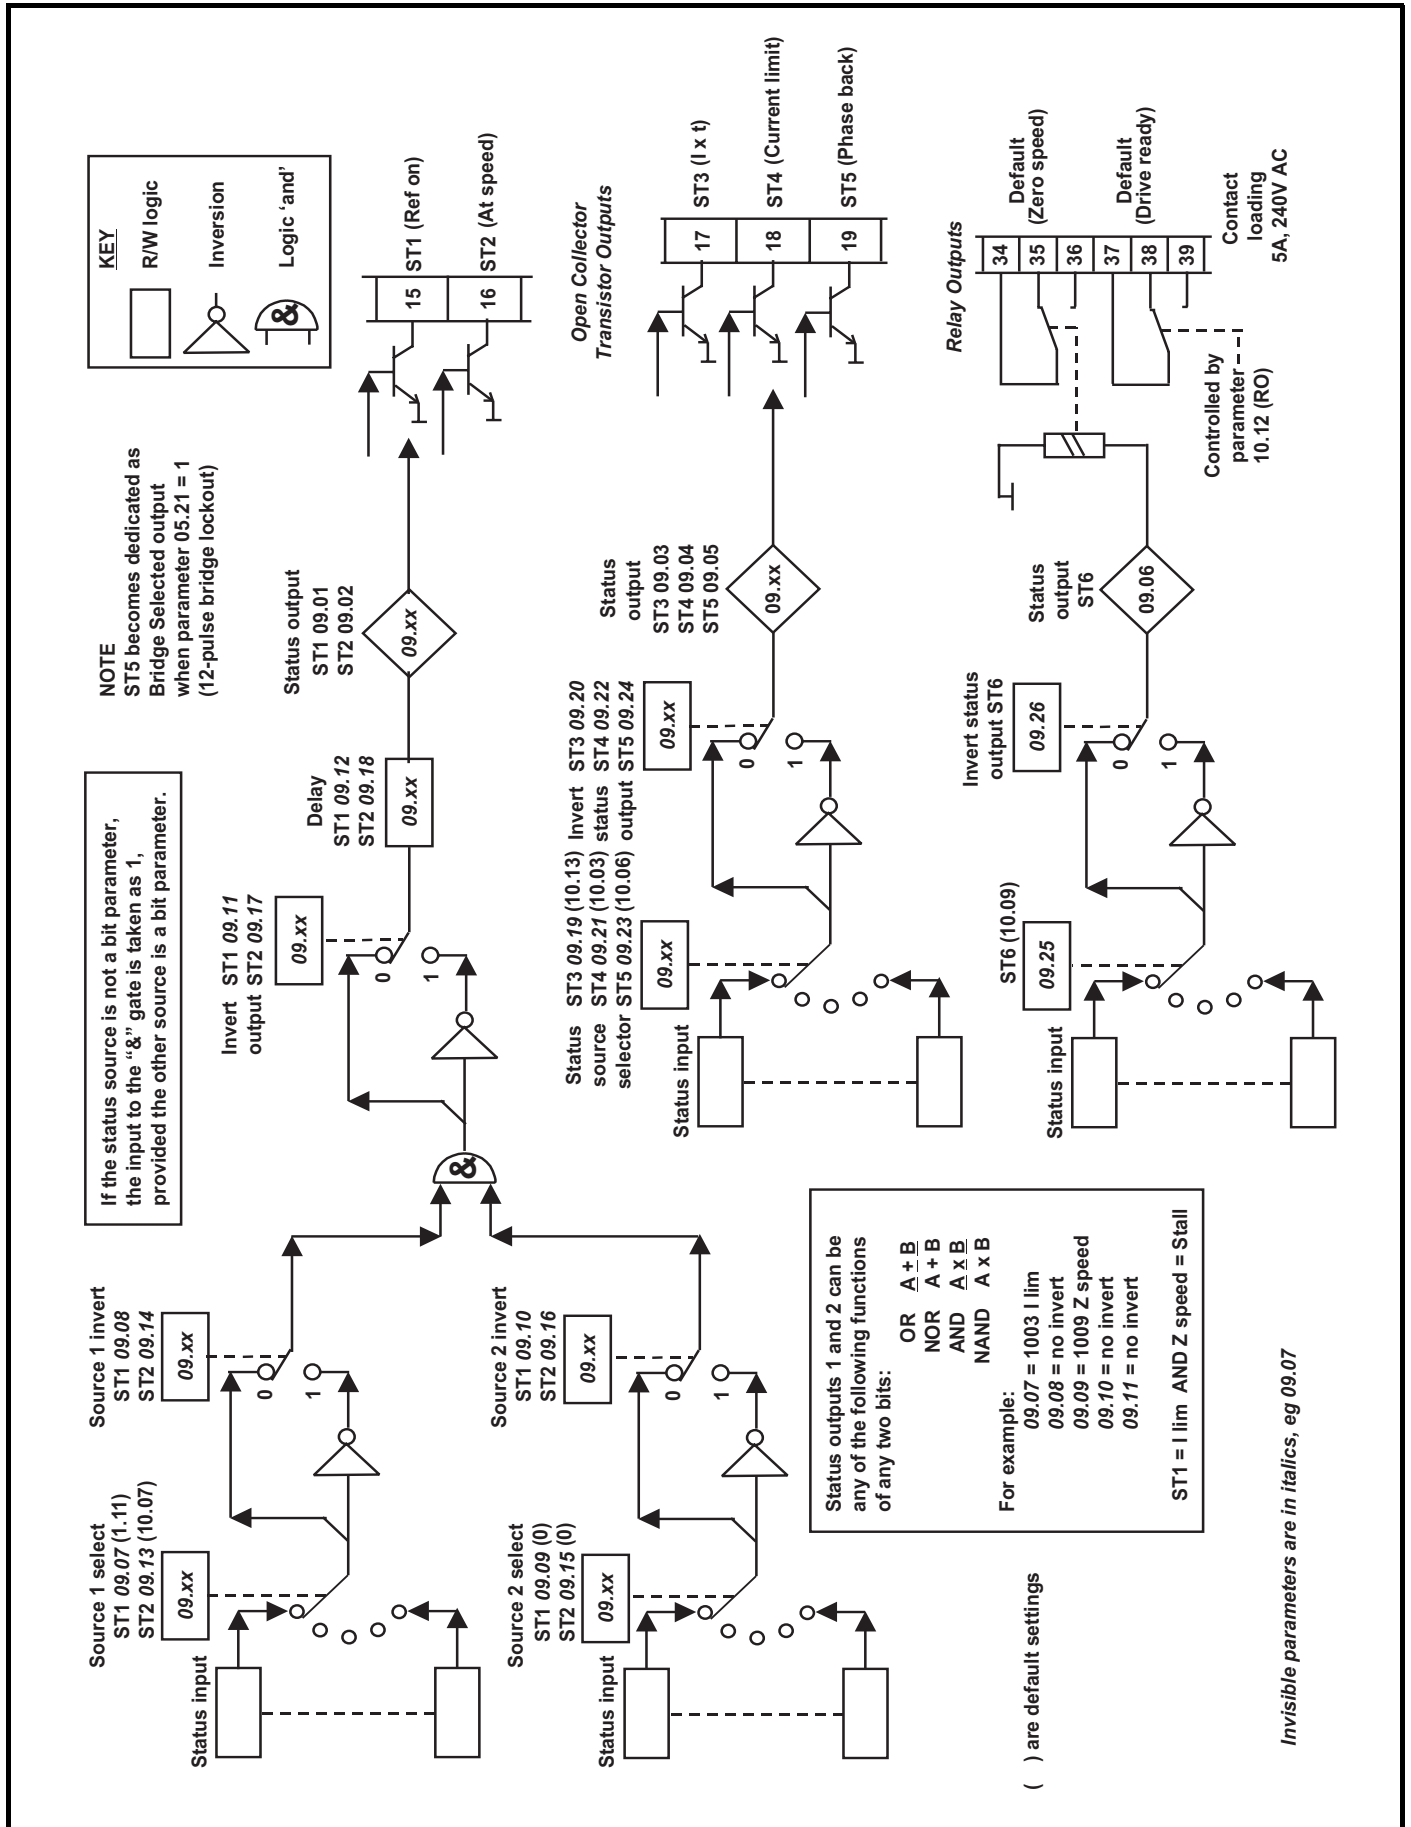 Source 1 select
ST1 09.07 (1.11)
ST2 09.13 (10.07)
09.xx
Status input
Source 1 invert
ST1 09.08
ST2 09.14
09.xx
0
1
If the status source is not a bit parameter,
the input to the “&” gate is taken as 1,
provided the other source is a bit parameter.
NOTE
ST5 becomes dedicated as
Bridge Selected output
when parameter 05.21 = 1
(12-pulse bridge lockout)
KEY
R/W logic
Inversion
&
Logic ‘and’
Invert ST1 09.11
output ST2 09.17
09.xx
0
1
Delay
ST1 09.12
ST2 09.18
09.xx
Status output
ST1 09.01
ST2 09.02
09.xx
15
16
ST1 (Ref on)
ST2 (At speed)
&
Source 2 select
ST1 09.09 (0)
ST2 09.15 (0)
09.xx
Status input
Source 2 invert
ST1 09.10
ST2 09.16
09.xx
0
1
Status ST3 09.19 (10.13)
source ST4 09.21 (10.03)
selector ST5 09.23 (10.06)
09.xx
Status input
Invert ST3 09.20
status ST4 09.22
output ST5 09.24
09.xx
0
1
Status
output
ST3 09.03
ST4 09.04
ST5 09.05
09.xx
Open Collector
Transistor Outputs
17
18
19
ST3 (I x t)
ST4 (Current limit)
ST5 (Phase back)
Status outputs 1 and 2 can be
any of the following functions
of any two bits:
OR A + B
NOR A + B
AND A x B
NAND A x B
For example:
09.07 = 1003 I lim
09.08 = no invert
09.09 = 1009 Z speed
09.10 = no invert
09.11 = no invert
ST1 = I lim AND Z speed = Stall
ST6 (10.09)
09.25
Status input
Invert status
output ST6
09.26
0
1
Status
output
ST6
09.06
Relay Outputs
34
35
36
37
38
39
Default
(Zero speed)
Default
(Drive ready)
Contact
loading
5A, 240V AC
Controlled by
parameter
10.12 (RO)
( ) are default settings
Invisible parameters are in italics, eg 09.07